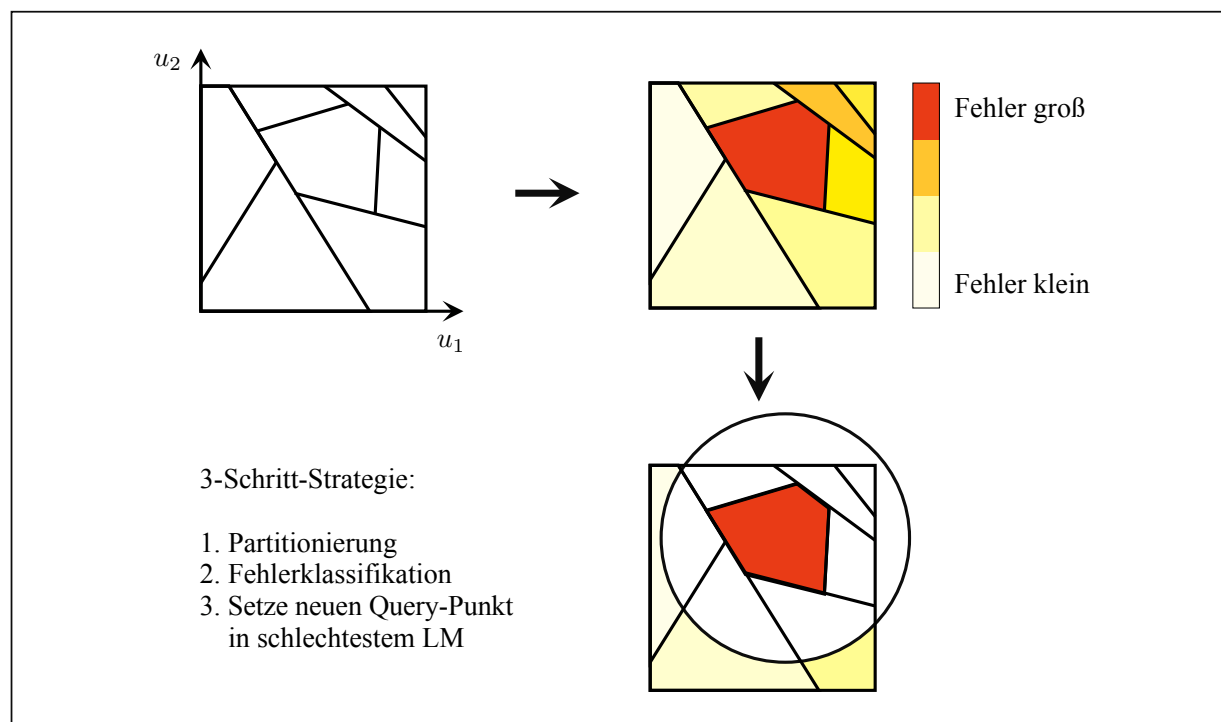 u₂
u₁
Fehler groß
Fehler klein
3-Schritt-Strategie:
1. Partitionierung
2. Fehlerklassifikation
3. Setze neuen Query-Punkt
in schlechtestem LM